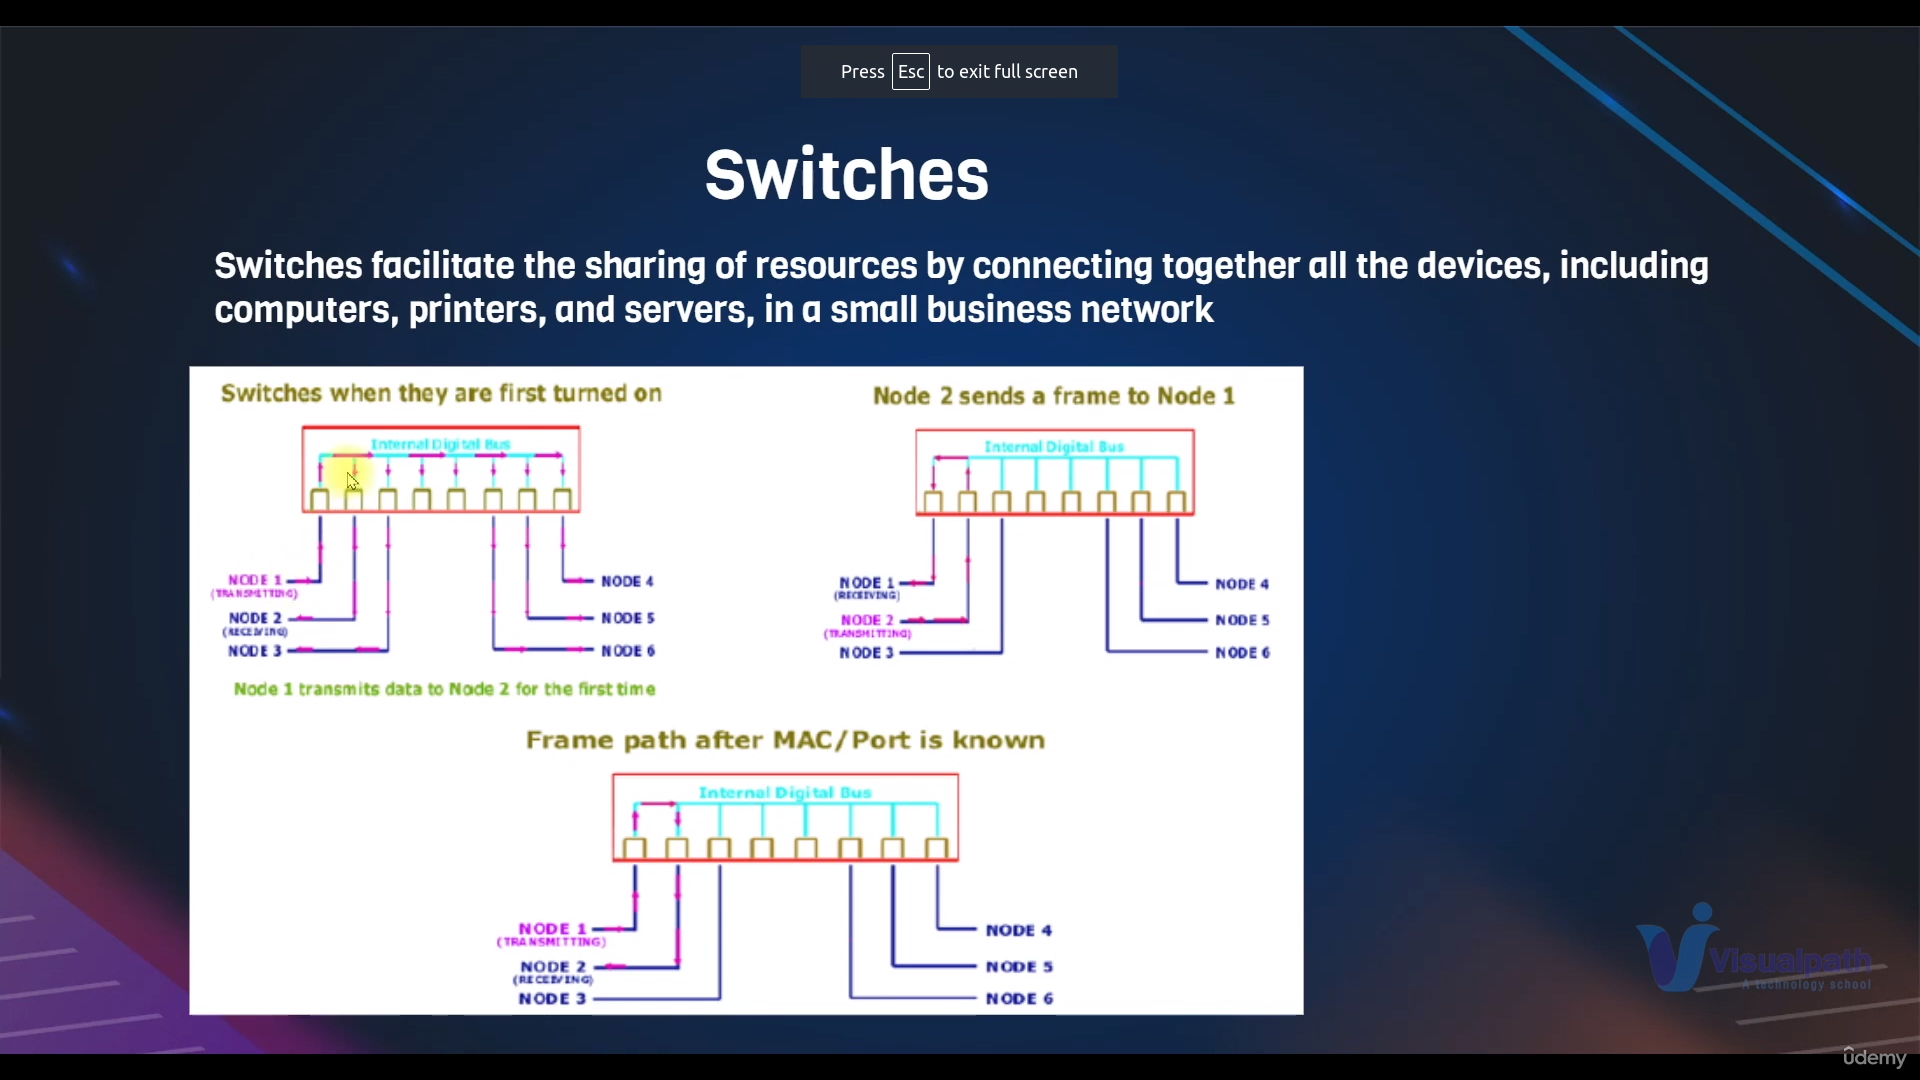 Press Esc to exit full screen
Switches
Switches facilitate the sharing of resources by connecting together all the devices, including
computers, printers, and servers, in a small business network
Switches when they are first turned on
Internal Digital Bus
NODE 1
(TRANSMITTING)
NODE 2
(RECEIVING)
NODE 3
NODE 4
NODE 5
NODE 6
Node 1 transmits data to Node 2 for the first time
Node 2 sends a frame to Node 1
Internal Digital Bus
NODE 1
(RECEIVING)
NODE 2
(TRANSMITTING)
NODE 3
NODE 4
NODE 5
NODE 6
Frame path after MAC/Port is known
Internal Digital Bus
NODE 1
(TRANSMITTING)
NODE 2
(RECEIVING)
NODE 3
NODE 4
NODE 5
NODE 6
Visualpath
A technology school
ûdemy